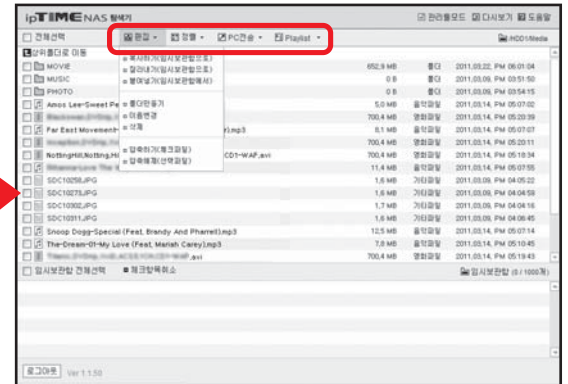 ipTIME NAS 탐색기 관리월모드 다시보기 도움말
전체선택 편집 정렬 PC전송 Playlist /HDD1/Media
상위폴더로 이동
복사하기(임시보관함으로)
MOVIE 잘라내기(임시보관함으로) 652,9 MB 폴더 2011,03,22, PM 06:01:04
MUSIC 붙여넣기(임시보관함에서) 0 B 폴더 2011,03,09, PM 03:51:50
PHOTO 0 B 폴더 2011,03,09, PM 03:54:15
Amos Lee-Sweet Pe 폴더만들기 5,0 MB 음악파일 2011,03,14, PM 05:07:02
이름변경 700,4 MB 영화파일 2011,03,14, PM 05:20:39
Far East Movement- 삭제 ).mp3 8,1 MB 음악파일 2011,03,14, PM 05:07:00
700,4 MB 영화파일 2011,03,14, PM
압축하기(체크파일)
NottingHill,Notting,Hi CD1-WAF,avi 700,4 MB 영화파일 2011,03,14, PM 05:18:34
압축해제(선택파일) 11,4 MB 음악파일 2011,03,14, PM 05:07:55
SDC10258,JPG 1,6 MB 기타파일 2011,03,09, PM 04:05:22
SDC10273,JPG 1,6 MB 기타파일 2011,03,09, PM 04:04:58
SDC10302,JPG 1,7 MB 기타파일 2011,03,09, PM 04:04:16
SDC10311,JPG 1,6 MB 기타파일 2011,03,09, PM 04:06:45
Snoop Dogg-Special (Feat, Brandy And Pharrell),mp3 12,5 MB 음악파일 2011,03,14, PM 05:07:14
The-Dream-01-My Love (Feat, Mariah Carey),mp3 7,8 MB 음악파일 2011,03,14, PM 05:10:45
.avi 700,4 MB 영화파일 2011,03,14, PM 05:19:43
임시보관함 전체선택 체크항목취소 임시보관함 (0 / 1000개)
로그아웃 Ver 1.1.50